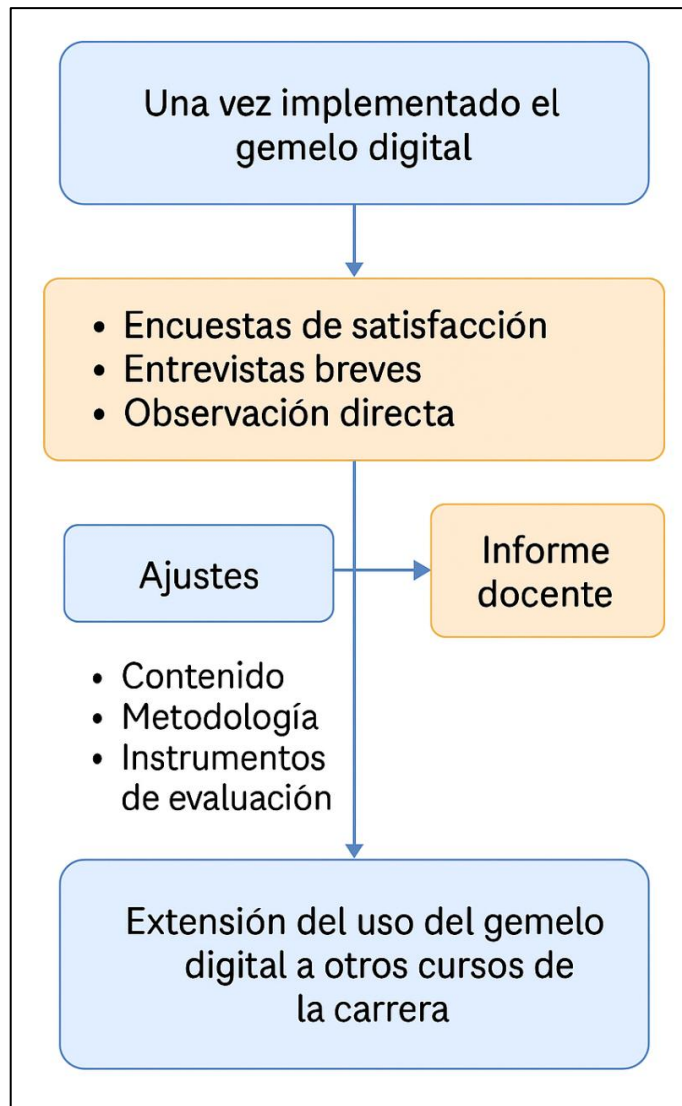 Una vez implementado el
gemelo digital
• Encuestas de satisfacción
• Entrevistas breves
• Observación directa
Ajustes
Informe
docente
• Contenido
• Metodología
• Instrumentos
de evaluación
Extensión del uso del gemelo
digital a otros cursos de
la carrera